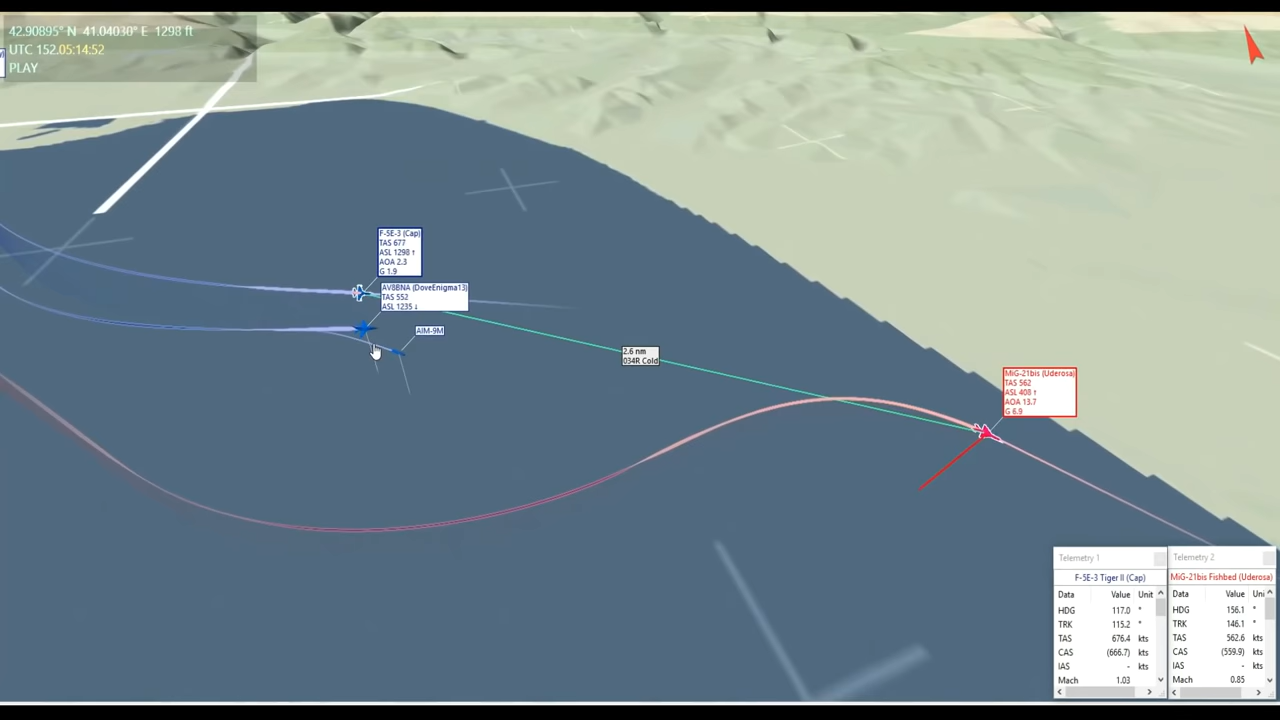 42.90895° N  41.04030° E  1298 ft
UTC 152.05:14:52
PLAY
F-5E-3 (Cap)
TAS 677
ASL 1298 ↑
AOA 2.3
G 1.9
AV8BNA (DoveEnigma13)
TAS 552
ASL 1235 ↓
AIM-9M
2.6 nm
034R Cold
MiG-21bis (Uderosa)
TAS 562
ASL 408 ↑
AOA 13.7
G 6.9
Telemetry 1
F-5E-3 Tiger II (Cap)
Data Value Unit
HDG 117.0 °
TRK 115.2 °
TAS 676.4 kts
CAS (666.7) kts
IAS - kts
Mach 1.03
Telemetry 2
MiG-21bis Fishbed (Uderosa)
Data Value Uni
HDG 156.1 °
TRK 146.1 °
TAS 562.6 kts
CAS (559.9) kts
IAS - kts
Mach 0.85